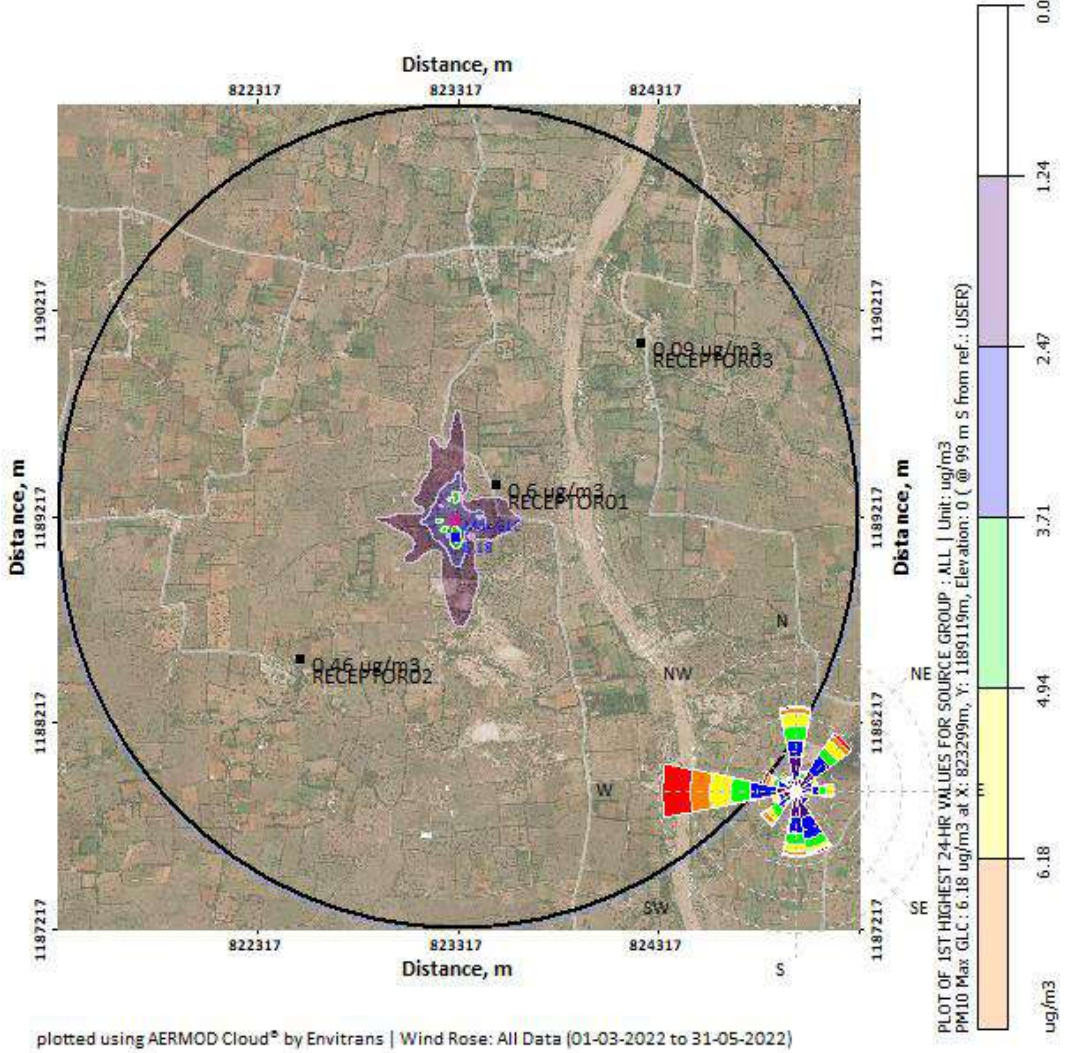 Distance, m
822317
823317
824317
1190217
1189217
1188217
1187217
Distance, m
1190217
1189217
1188217
1187217
Distance, m
0.09 ug/m3
RECEPTOR03
0.6 ug/m3
RECEPTOR01
6.18
0.46 ug/m3
RECEPTOR02
N
NE
E
SE
S
SW
W
NW
822317
823317
824317
Distance, m
PLOT OF 1ST HIGHEST 24-HR VALUES FOR SOURCE GROUP : ALL | Unit: ug/m3
PM10 Max GLC: 6.18 ug/m3 at X: 823299m, Y: 1189119m, Elevation: 0 ( @ 99 m S from ref.: USER)
0.0
1.24
2.47
3.71
4.94
6.18
ug/m3
plotted using AERMOD Cloud® by Envitrans | Wind Rose: All Data (01-03-2022 to 31-05-2022)